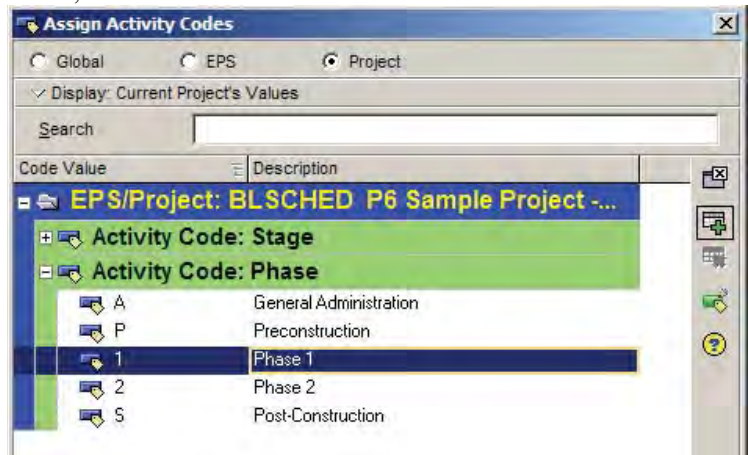 Assign Activity Codes
Global EPS Project
Display: Current Project's Values
Search
Code Value Description
EPS/Project: BLSCHED P6 Sample Project -...
Activity Code: Stage
Activity Code: Phase
A General Administration
P Preconstruction
1 Phase 1
2 Phase 2
S Post-Construction